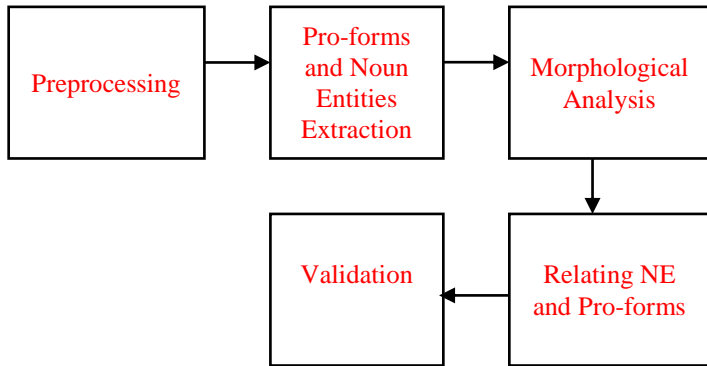 Preprocessing
Pro-forms
and Noun
Entities
Extraction
Morphological
Analysis
Relating NE
and Pro-forms
Validation